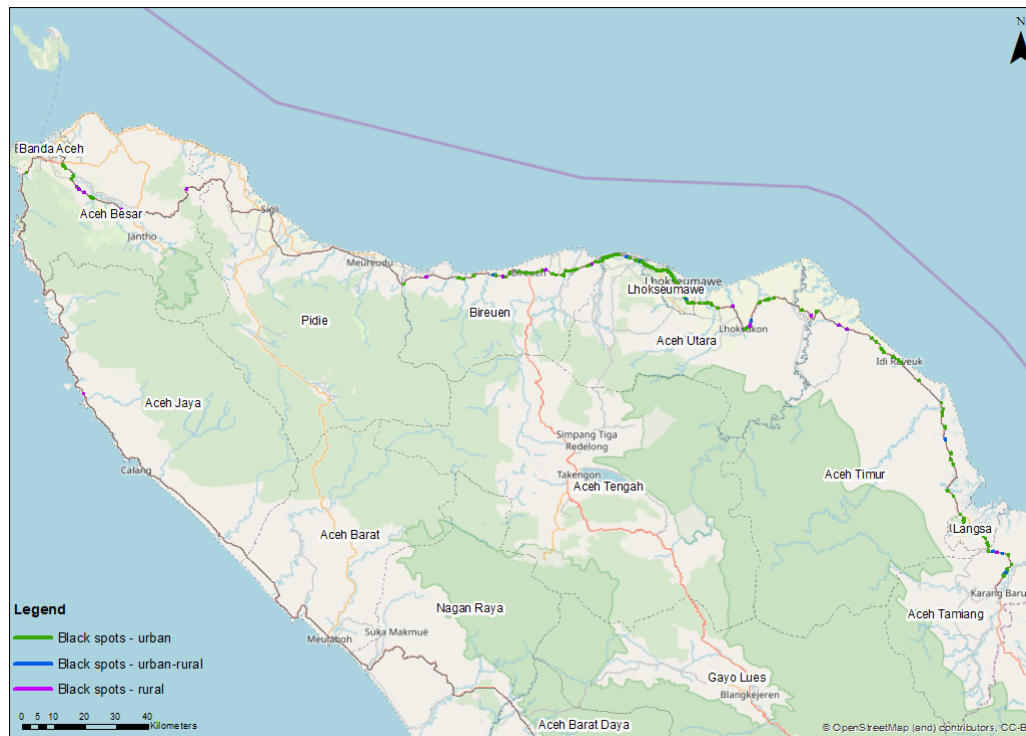 N
Banda Aceh
Aceh Besar
Jantho
Sigli
Meureudu
Bireuen
Lhokseumawe
Lhokseumawe
Pidie
Bireuen
Lhoksukon
Aceh Utara
Idi Rayeuk
Aceh Jaya
Calang
Simpang Tiga
Redelong
Takengon
Aceh Tengah
Aceh Timur
Langsa
Aceh Barat
Karang Baru
Aceh Tamiang
Nagan Raya
Suka Makmue
Meulaboh
Gayo Lues
Blangkejeren
Aceh Barat Daya
Legend
Black spots - urban
Black spots - urban-rural
Black spots - rural
0 5 10 20 30 40
Kilometers
© OpenStreetMap (and) contributors, CC-B